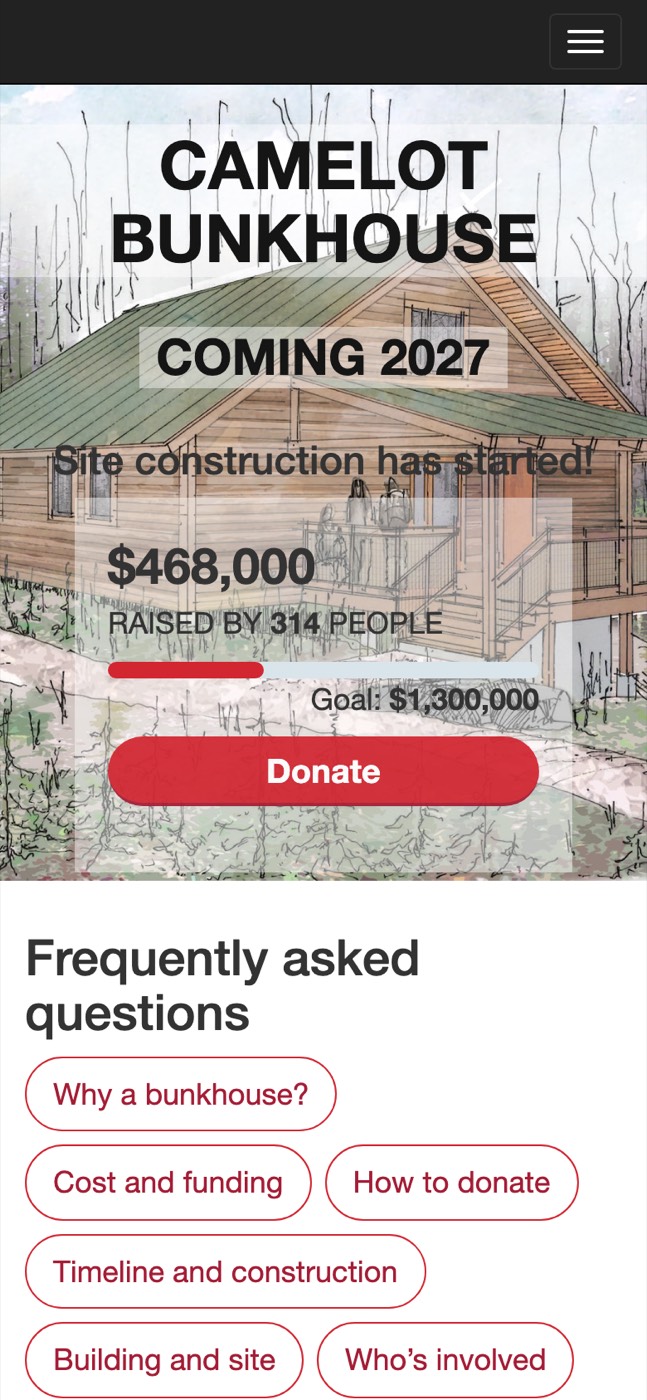 CAMELOT
BUNKHOUSE
COMING 2027
Site construction has started!
$468,000
RAISED BY 314 PEOPLE
Goal: $1,300,000
Donate
Frequently asked
questions
Why a bunkhouse?
Cost and funding
How to donate
Timeline and construction
Building and site
Who’s involved